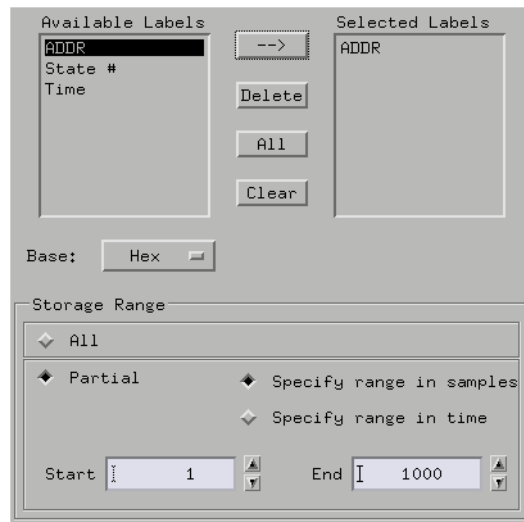 Available Labels
Selected Labels
ADDR
State #
Time
-->
Delete
All
Clear
ADDR
Base:
Hex
Storage Range
All
Partial
Specify range in samples
Specify range in time
Start
1
End
1000